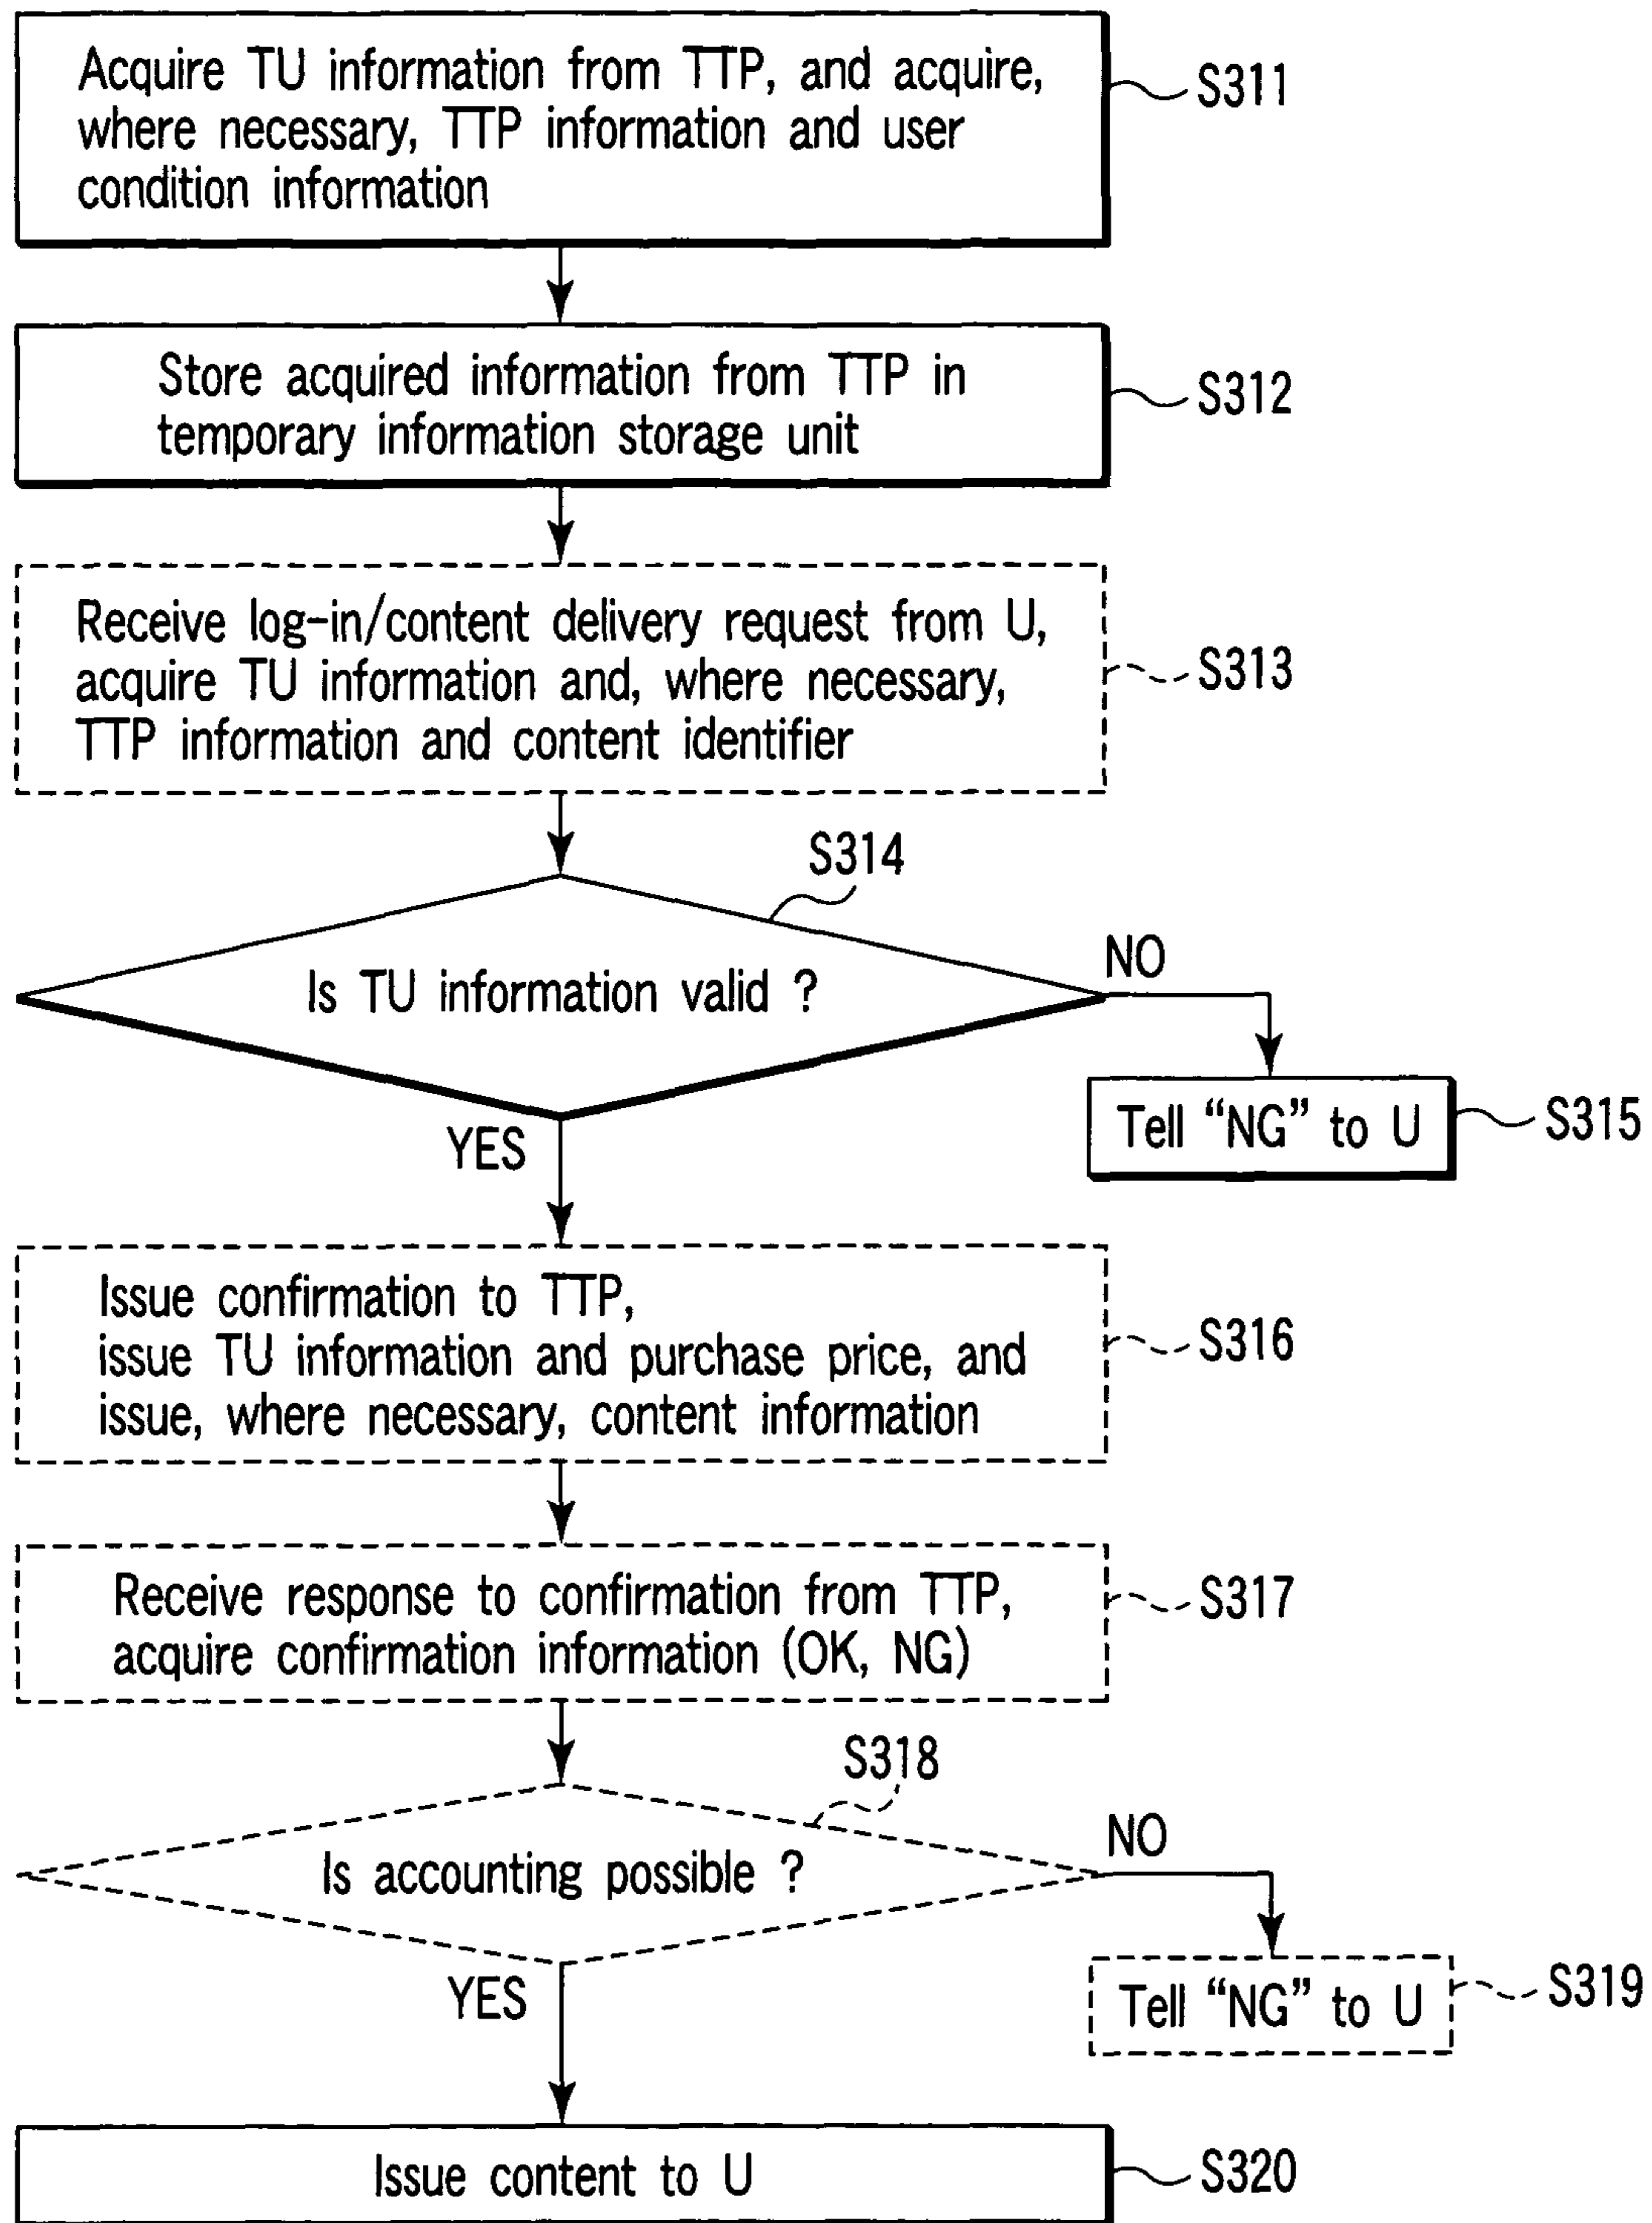 Acquire TU information from TTP, and acquire,
where necessary, TTP information and user
condition information
S311
Store acquired information from TTP in
temporary information storage unit
S312
Receive log-in/content delivery request from U,
acquire TU information and, where necessary,
TTP information and content identifier
S313
S314
Is TU information valid ?
NO
YES
Tell “NG” to U
S315
Issue confirmation to TTP,
issue TU information and purchase price, and
issue, where necessary, content information
S316
Receive response to confirmation from TTP,
acquire confirmation information (OK, NG)
S317
S318
Is accounting possible ?
NO
YES
Tell “NG” to U
S319
Issue content to U
S320